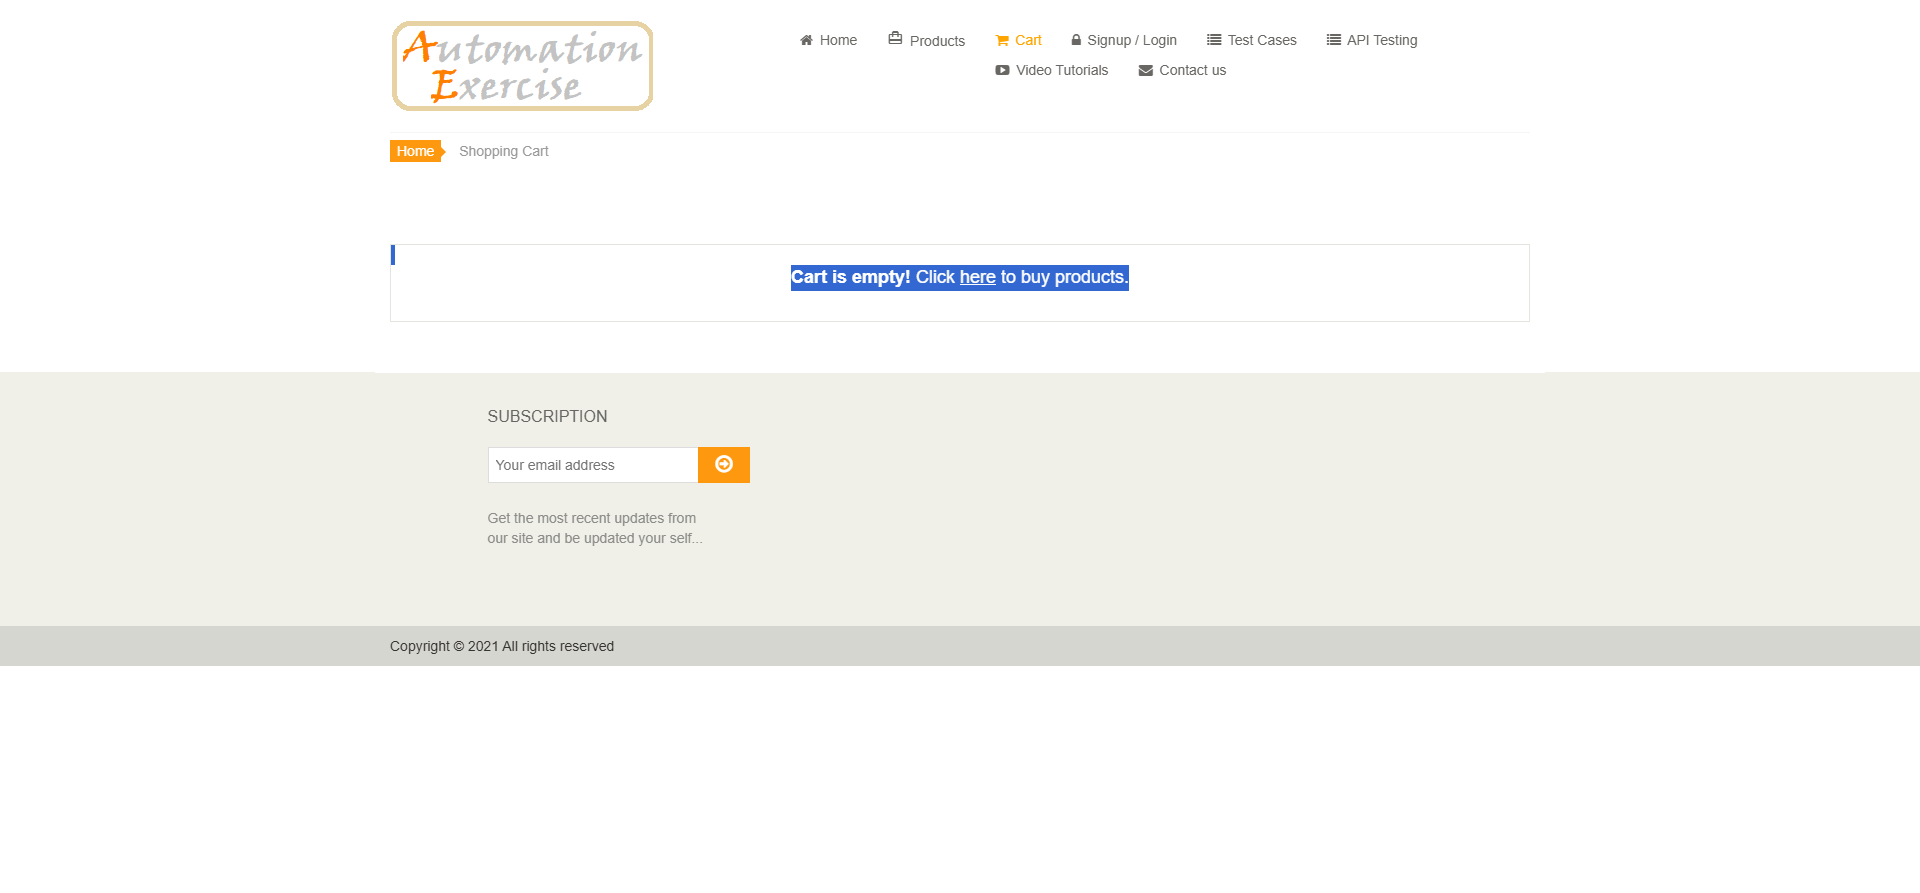 Automation
Exercise
Home
Products
Cart
Signup / Login
Test Cases
API Testing
Video Tutorials
Contact us
Home
Shopping Cart
Cart is empty! Click here to buy products.
SUBSCRIPTION
Your email address
Get the most recent updates from
our site and be updated your self...
Copyright © 2021 All rights reserved